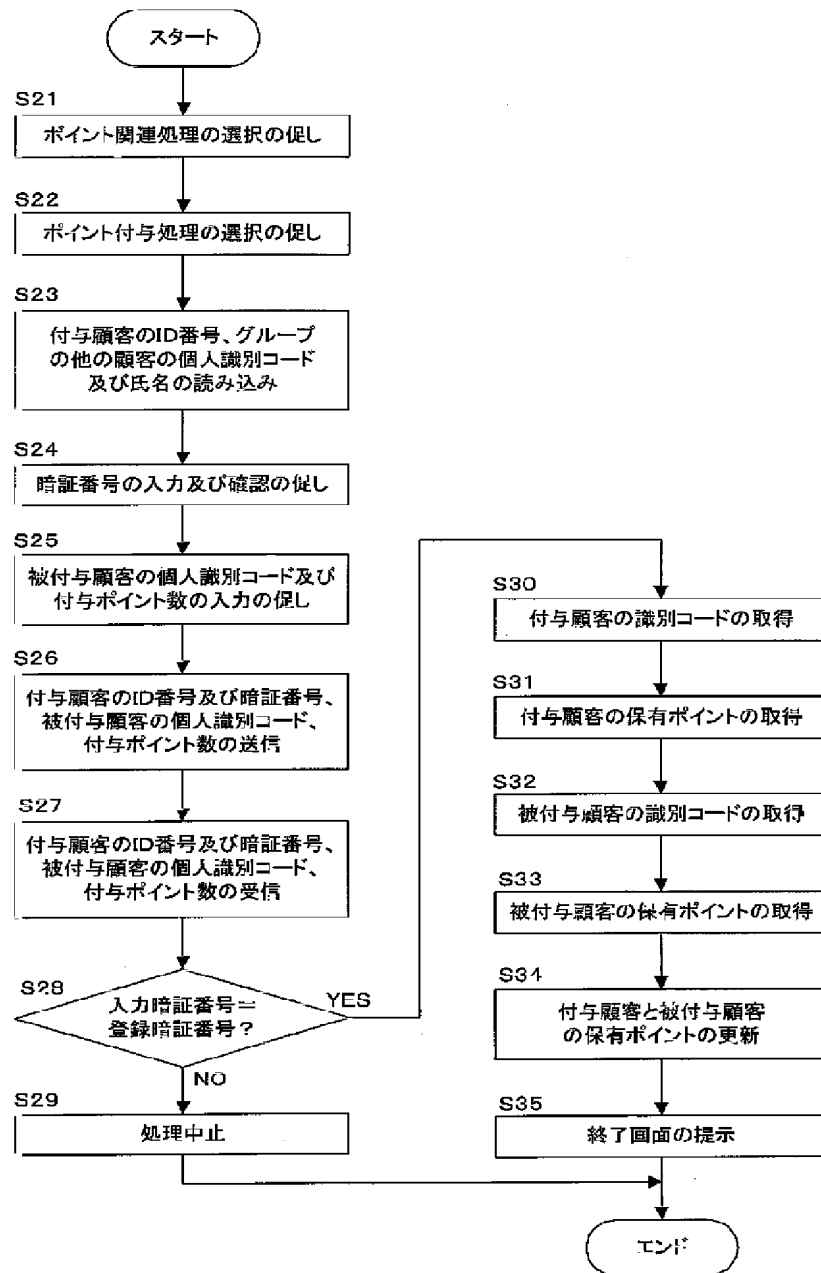 スタート
S21
ポイント関連処理の選択の促し
S22
ポイント付与処理の選択の促し
S23
付与顧客のID番号、グループ
の他の顧客の個人識別コード
及び氏名の読み込み
S24
暗証番号の入力及び確認の促し
S25
被付与顧客の個人識別コード及び
付与ポイント数の入力の促し
S26
付与顧客のID番号及び暗証番号、
被付与顧客の個人識別コード、
付与ポイント数の送信
S27
付与顧客のID番号及び暗証番号、
被付与顧客の個人識別コード、
付与ポイント数の受信
S28
入力暗証番号＝
登録暗証番号？
YES
NO
S29
処理中止
S30
付与顧客の識別コードの取得
S31
付与顧客の保有ポイントの取得
S32
被付与顧客の識別コードの取得
S33
被付与顧客の保有ポイントの取得
S34
付与顧客と被付与顧客
の保有ポイントの更新
S35
終了画面の提示
エンド